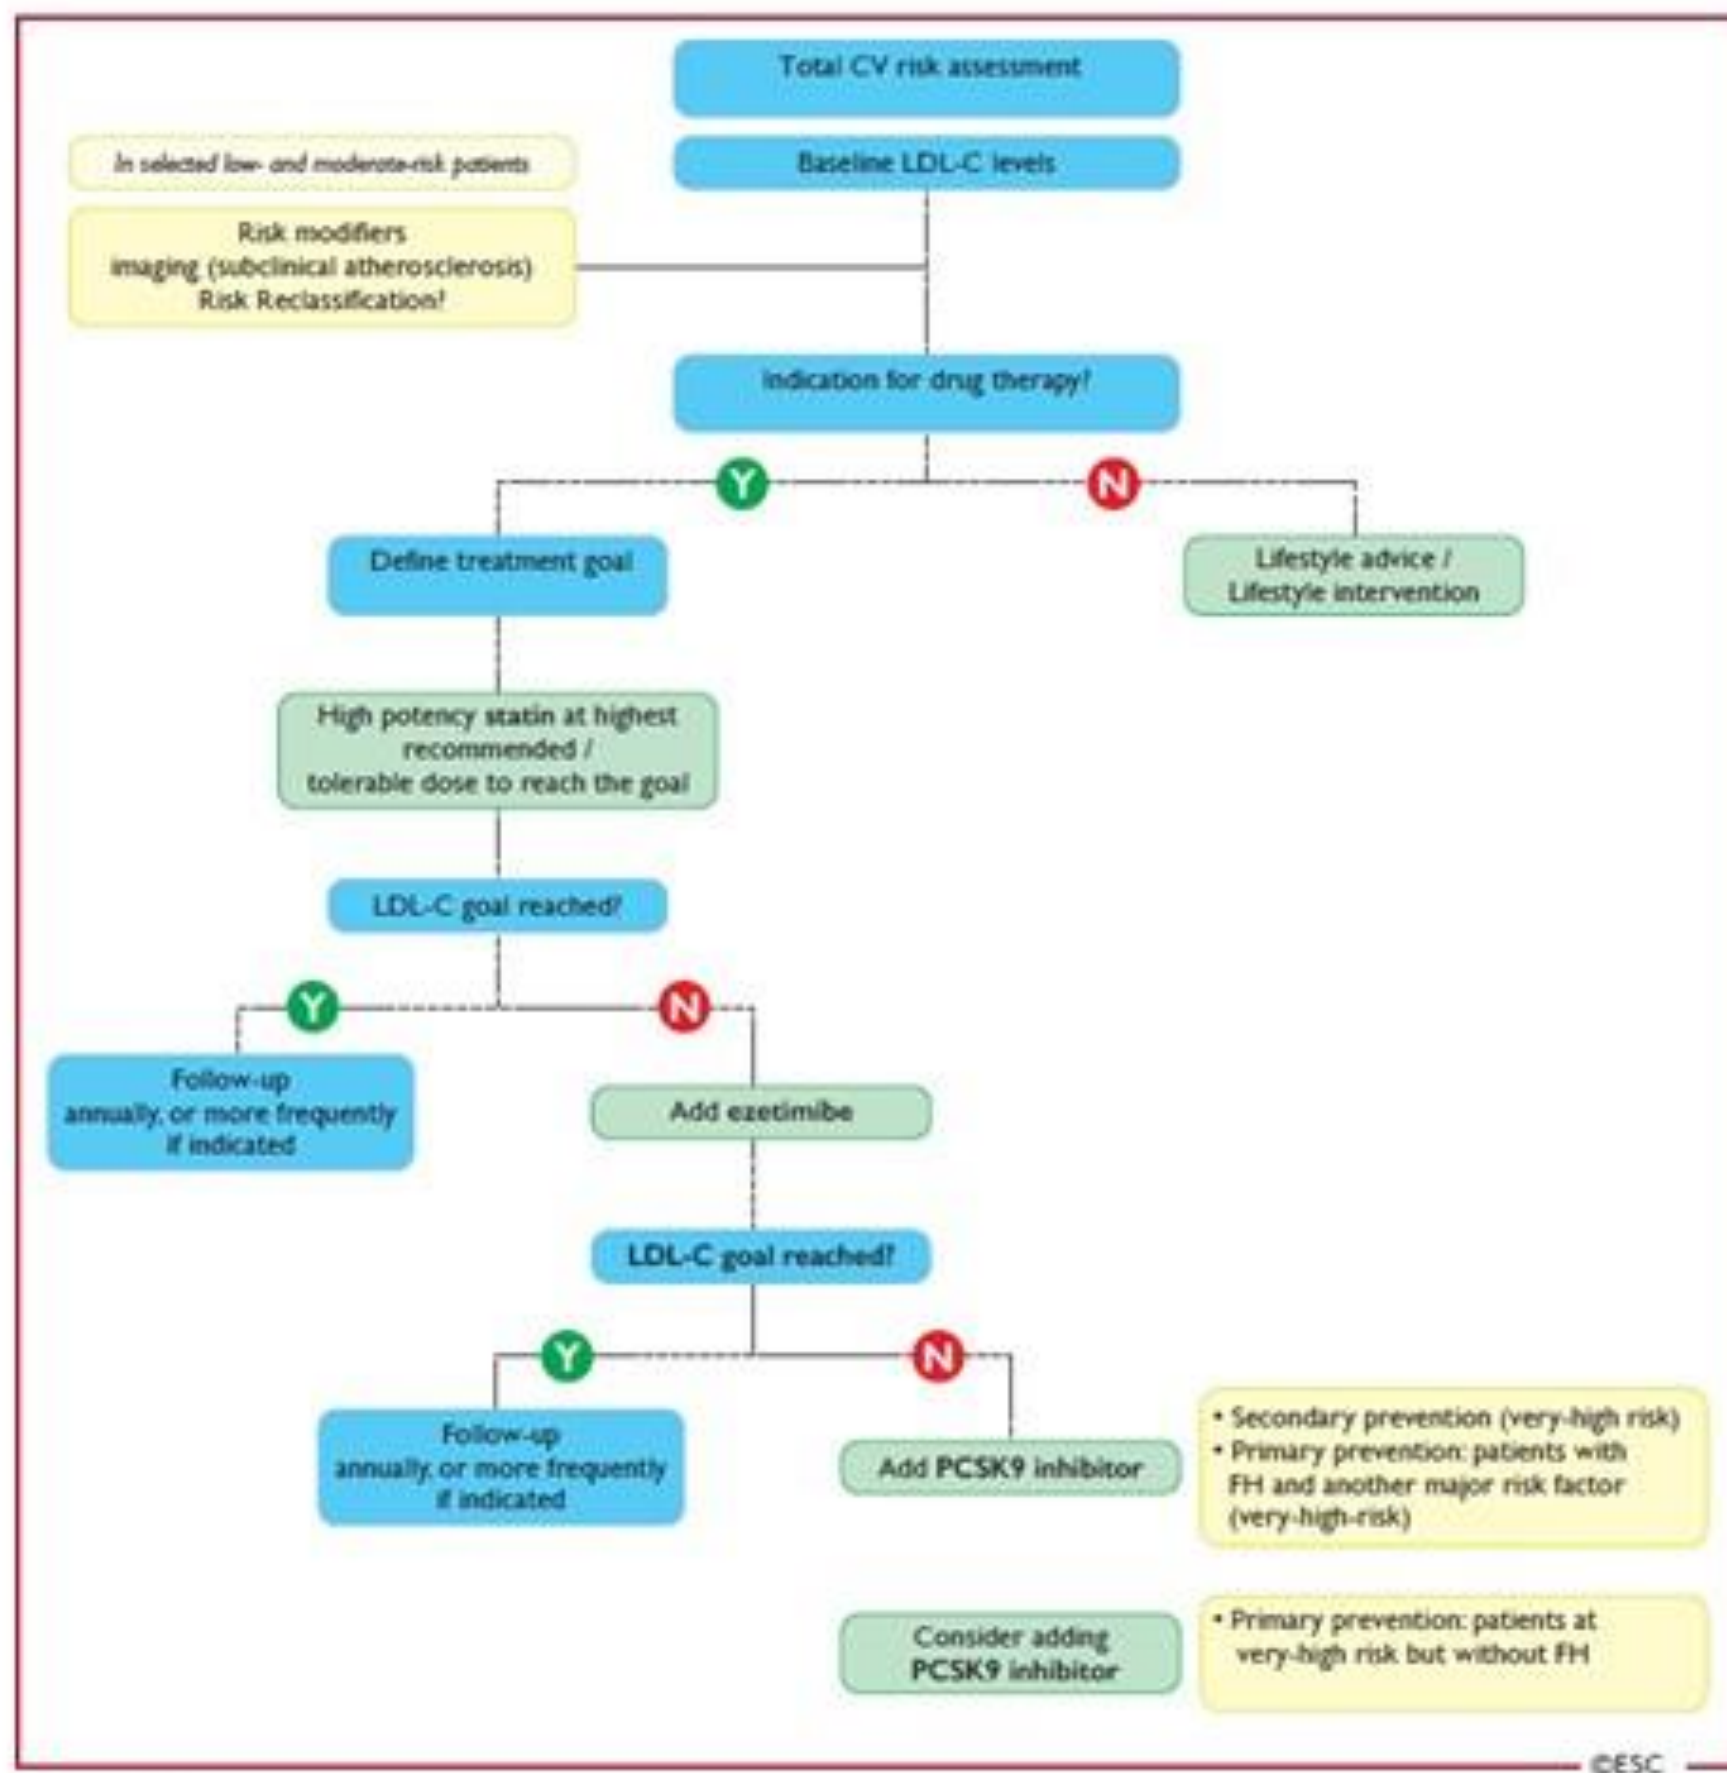 Total CV risk assessment
In selected low- and moderate-risk patients
Baseline LDL-C levels
Risk modifiers
imaging (subclinical atherosclerosis)
Risk Reclassification?
Indication for drug therapy?
Y
N
Define treatment goal
Lifestyle advice /
Lifestyle intervention
High potency statin at highest
recommended /
tolerable dose to reach the goal
LDL-C goal reached?
Y
N
Follow-up
annually, or more frequently
if indicated
Add ezetimibe
LDL-C goal reached?
Y
N
Follow-up
annually, or more frequently
if indicated
Add PCSK9 inhibitor
• Secondary prevention (very-high risk)
• Primary prevention: patients with
FH and another major risk factor
(very-high-risk)
Consider adding
PCSK9 inhibitor
• Primary prevention: patients at
very-high risk but without FH
©ESC